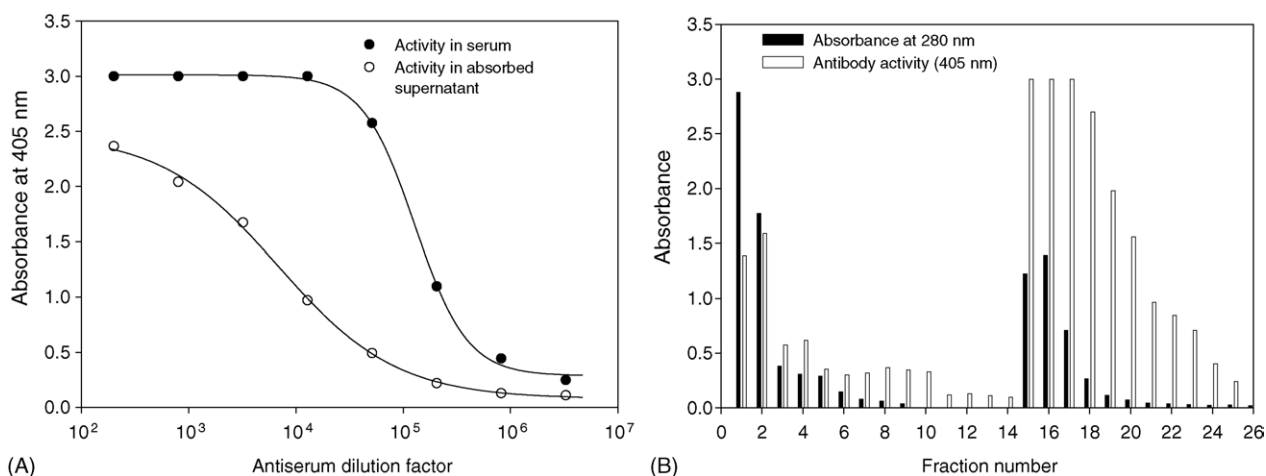 3.5
3.0
2.5
2.0
1.5
1.0
0.5
0.0
Absorbance at 405 nm
Activity in serum
Activity in absorbed
supernatant
10² 10³ 10⁴ 10⁵ 10⁶ 10⁷
Antiserum dilution factor
(A)
3.5
3.0
2.5
2.0
1.5
1.0
0.5
0.0
Absorbance
Absorbance at 280 nm
Antibody activity (405 nm)
0 2 4 6 8 10 12 14 16 18 20 22 24 26
Fraction number
(B)